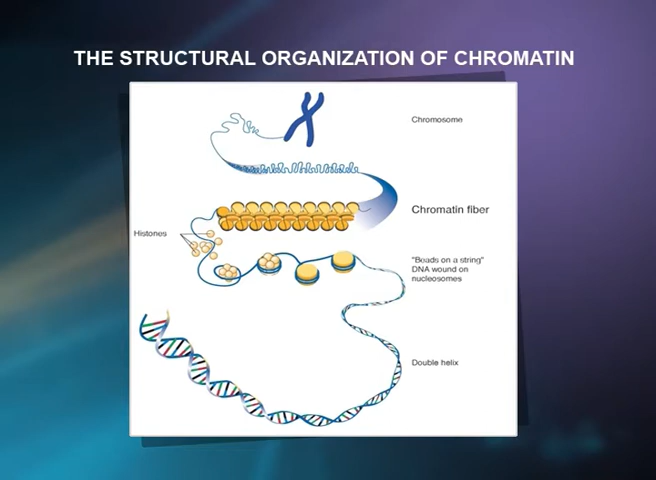 THE STRUCTURAL ORGANIZATION OF CHROMATIN
Chromosome
Chromatin fiber
Histones
"Beads on a string"
DNA wound on
nucleosomes
Double helix